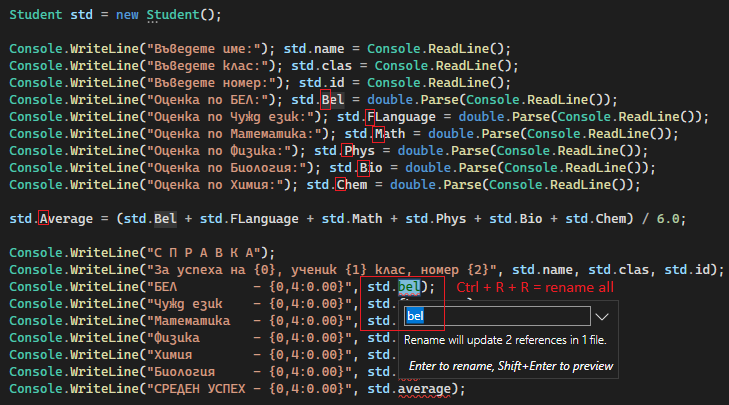 Student std = new Student();
Console.WriteLine("Въведете име:"); std.name = Console.ReadLine();
Console.WriteLine("Въведете клас:"); std.clas = Console.ReadLine();
Console.WriteLine("Въведете номер:"); std.id = Console.ReadLine();
Console.WriteLine("Оценка по БЕЛ:"); std.Bel = double.Parse(Console.ReadLine());
Console.WriteLine("Оценка по Чужд език:"); std.FLanguage = double.Parse(Console.ReadLine());
Console.WriteLine("Оценка по Математика:"); std.Math = double.Parse(Console.ReadLine());
Console.WriteLine("Оценка по Физика:"); std.Phys = double.Parse(Console.ReadLine());
Console.WriteLine("Оценка по Биология:"); std.Bio = double.Parse(Console.ReadLine());
Console.WriteLine("Оценка по Химия:"); std.Chem = double.Parse(Console.ReadLine());
std.Average = (std.Bel + std.FLanguage + std.Math + std.Phys + std.Bio + std.Chem) / 6.0;
Console.WriteLine("С П Р А В К А");
Console.WriteLine("За успеха на {0}, ученик {1} клас, номер {2}", std.name, std.clas, std.id);
Console.WriteLine("БЕЛ - {0,4:0.00}", std.bel); Ctrl + R + R = rename all
Console.WriteLine("Чужд език - {0,4:0.00}", std.
Console.WriteLine("Математика - {0,4:0.00}", std. bel
Console.WriteLine("Физика - {0,4:0.00}", std. Rename will update 2 references in 1 file.
Console.WriteLine("Химия - {0,4:0.00}", std.
Console.WriteLine("Биология - {0,4:0.00}", std. Enter to rename, Shift+Enter to preview
Console.WriteLine("СРЕДЕН УСПЕХ - {0,4:0.00}", std.average);